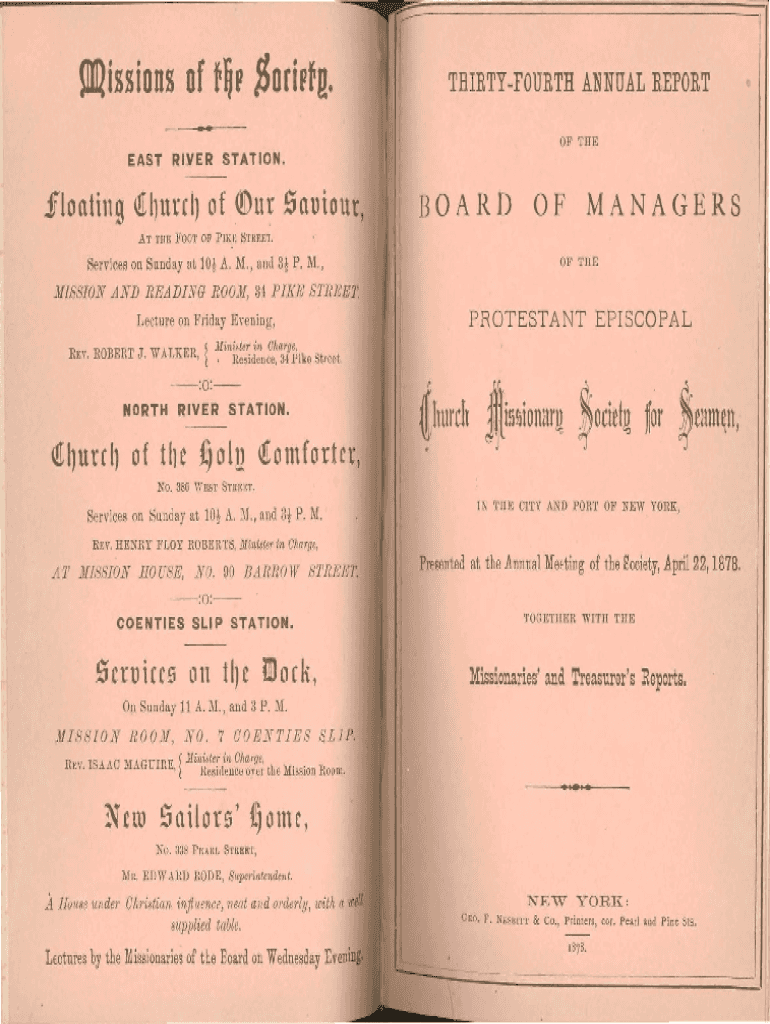 Missions of the Society.
EAST RIVER STATION.
Floating Church of Our Saviour,
AT THE FOOT OF PIKE STREET.
Services on Sunday at 10½ A. M., and 3½ P. M.,
MISSION AND READING ROOM, 34 PIKE STREET.
Lecture on Friday Evening,
REV. ROBERT J. WALKER, { Minister in Charge,
Residence, 34 Pike Street.
:o:
NORTH RIVER STATION.
Church of the Holy Comforter,
No. 386 WEST STREET.
Services on Sunday at 10½ A. M., and 3½ P. M.
REV. HENRY FLOY ROBERTS, Minister in Charge,
AT MISSION HOUSE, NO. 90 BARROW STREET.
:o:
COENTIES SLIP STATION.
Services on the Dock,
On Sunday 11 A. M., and 3 P. M.
MISSION ROOM, NO. 7 COENTIES SLIP.
REV. ISAAC MAGUIRE, { Minister in Charge,
Residence over the Mission Room.
New Sailors' Home,
No. 338 PEARL STREET,
MR. EDWARD RODE, Superintendent.
A House under Christian influence, neat and orderly, with a well
supplied table.
Lectures by the Missionaries of the Board on Wednesday Evening.
THIRTY-FOURTH ANNUAL REPORT
OF THE
BOARD OF MANAGERS
OF THE
PROTESTANT EPISCOPAL
Church Missionary Society for Seamen,
IN THE CITY AND PORT OF NEW YORK,
Presented at the Annual Meeting of the Society, April 22, 1878.
TOGETHER WITH THE
Missionaries' and Treasurer's Reports.
NEW YORK:
GEO. F. NESBITT & CO., Printers, cor. Pearl and Pine Sts.
1878.